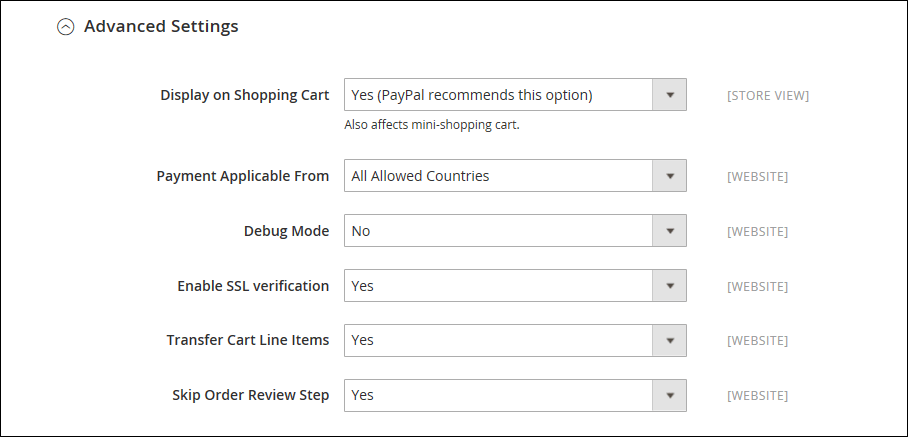 Advanced Settings
Display on Shopping Cart Yes (PayPal recommends this option) [STORE VIEW]
Also affects mini-shopping cart.
Payment Applicable From All Allowed Countries [WEBSITE]
Debug Mode No [WEBSITE]
Enable SSL verification Yes [WEBSITE]
Transfer Cart Line Items Yes [WEBSITE]
Skip Order Review Step Yes [WEBSITE]